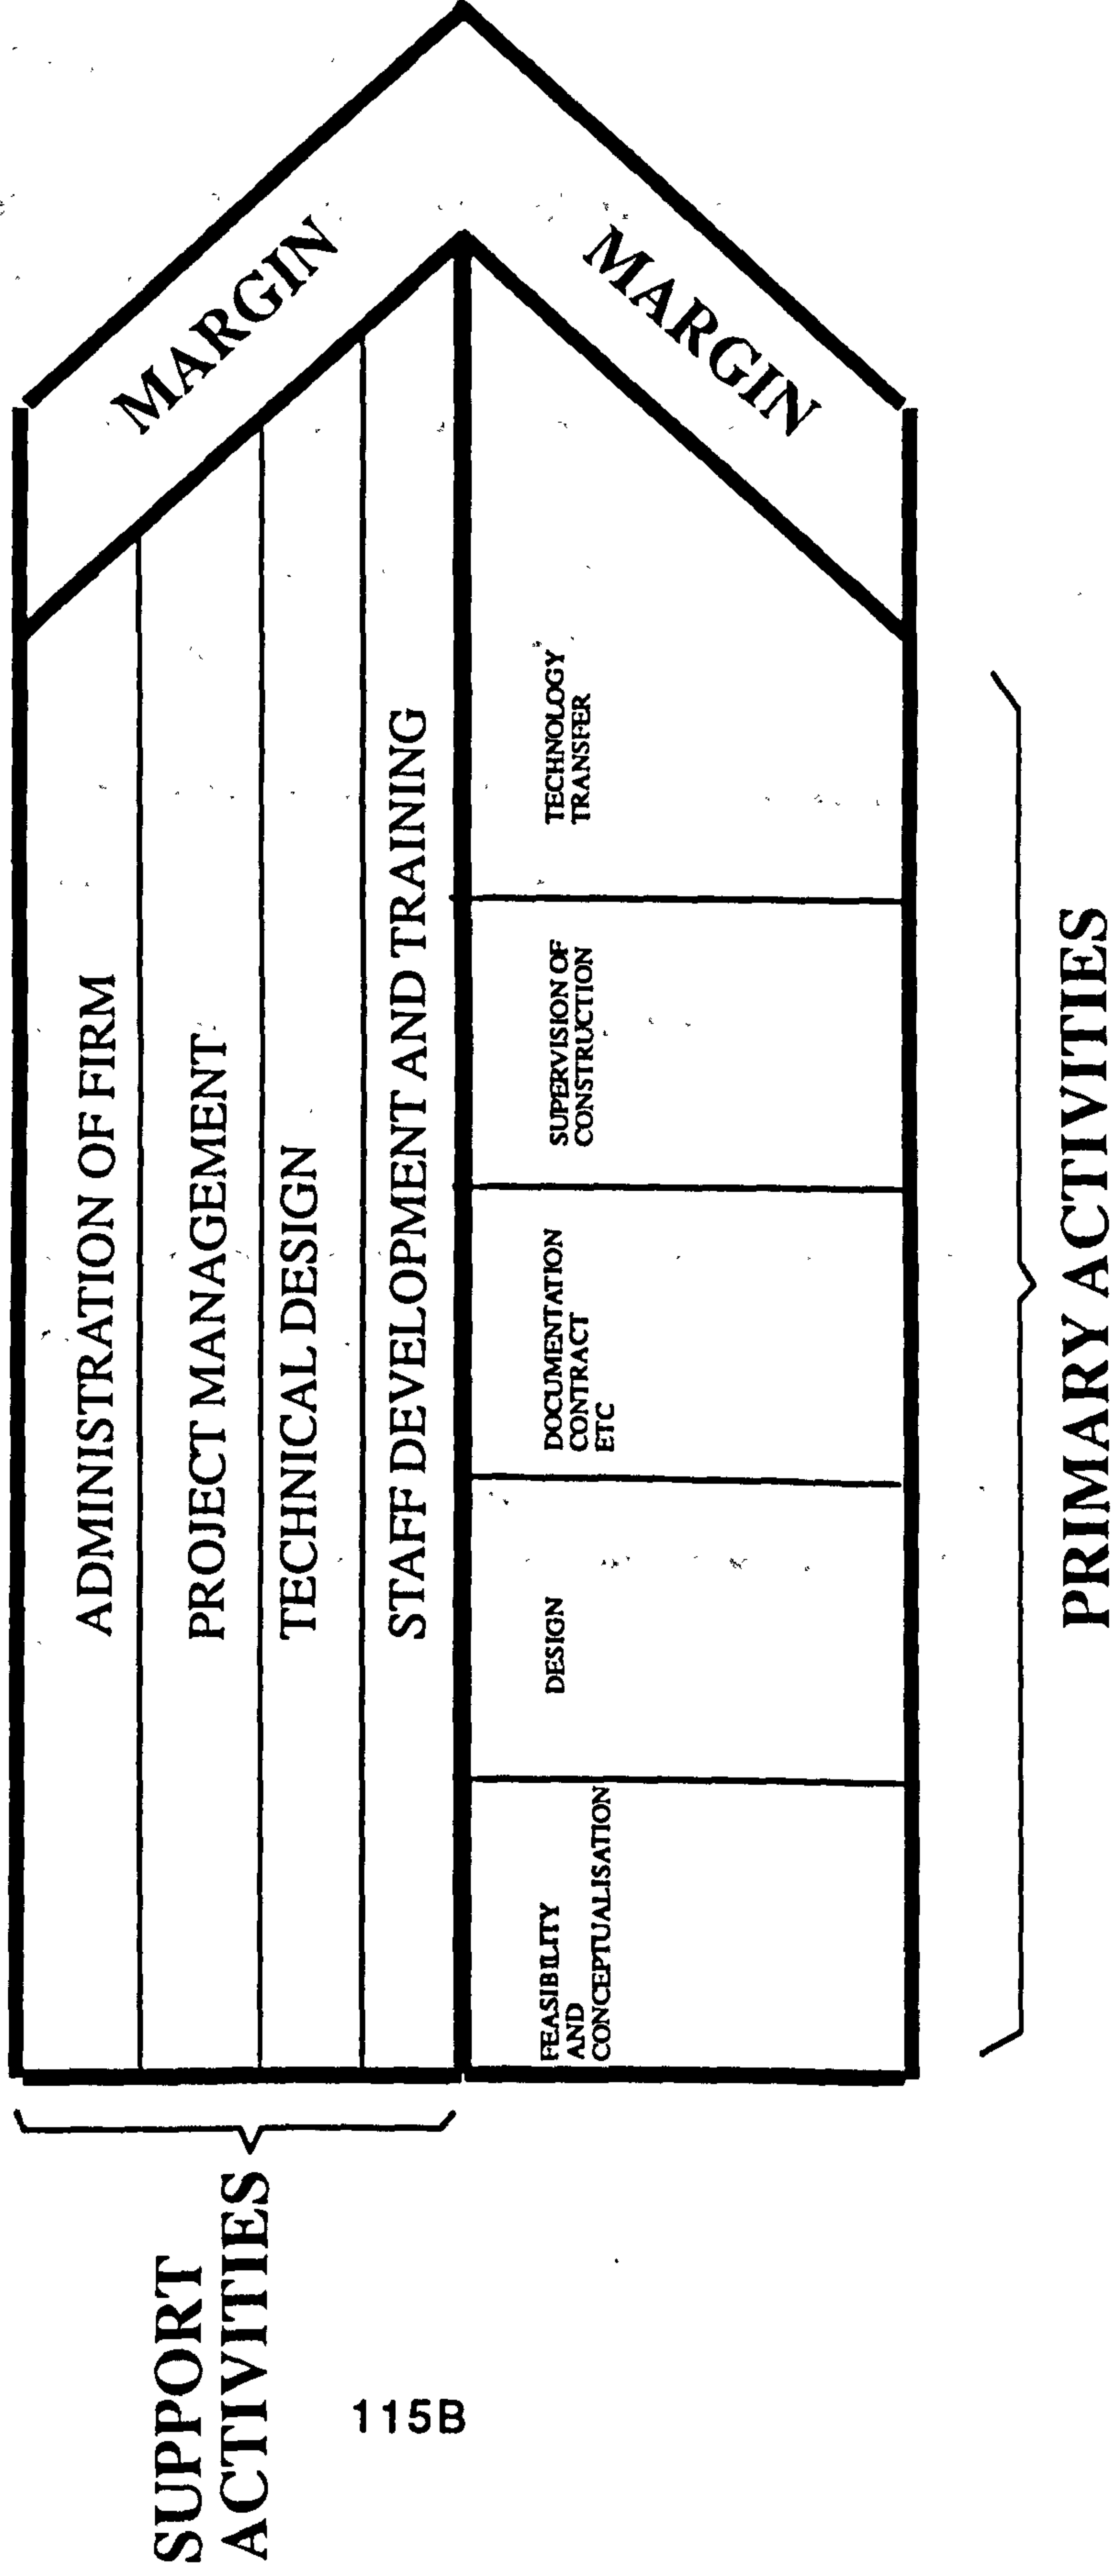 SUPPORT
ACTIVITIES
ADMINISTRATION OF FIRM
PROJECT MANAGEMENT
TECHNICAL DESIGN
STAFF DEVELOPMENT AND TRAINING
MARGIN
MARGIN
FEASIBILITY
AND
CONCEPTUALISATION
DESIGN
DOCUMENTATION
CONTRACT
ETC
SUPERVISION OF
CONSTRUCTION
TECHNOLOGY
TRANSFER
PRIMARY ACTIVITIES
115B